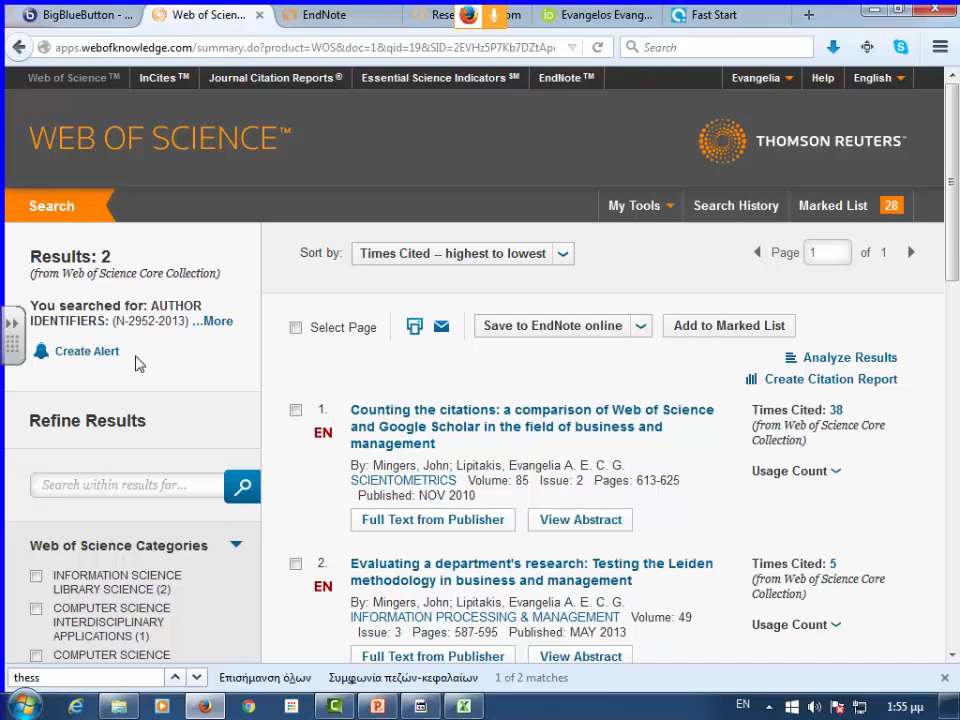 BigBlueButton - ...
Web of Scien...
EndNote
Rese
om
Evangelos Evang...
Fast Start
apps.webofknowledge.com/summary.do?product=WOS&doc=1&qid=19&SID=2EVHz5P7Kb7DZtApc
Search
Web of Science™
InCites™
Journal Citation Reports®
Essential Science Indicators℠
EndNote™
Evangelia
Help
English
WEB OF SCIENCE™
THOMSON REUTERS™
Search
My Tools
Search History
Marked List 28
Results: 2
(from Web of Science Core Collection)
You searched for: AUTHOR
IDENTIFIERS: (N-2952-2013) ...More
Create Alert
Refine Results
Search within results for...
Web of Science Categories
INFORMATION SCIENCE
LIBRARY SCIENCE (2)
COMPUTER SCIENCE
INTERDISCIPLINARY
APPLICATIONS (1)
COMPUTER SCIENCE
Sort by: Times Cited -- highest to lowest
Page 1 of 1
Select Page
Save to EndNote online
Add to Marked List
Analyze Results
Create Citation Report
1. Counting the citations: a comparison of Web of Science
EN and Google Scholar in the field of business and
management
By: Mingers, John; Lipitakis, Evangelia A. E. C. G.
SCIENTOMETRICS Volume: 85 Issue: 2 Pages: 613-625
Published: NOV 2010
Full Text from Publisher
View Abstract
Times Cited: 38
(from Web of Science Core
Collection)
Usage Count
2. Evaluating a department's research: Testing the Leiden
EN methodology in business and management
By: Mingers, John; Lipitakis, Evangelia A. E. C. G.
INFORMATION PROCESSING & MANAGEMENT Volume: 49
Issue: 3 Pages: 587-595 Published: MAY 2013
Full Text from Publisher
View Abstract
Times Cited: 5
(from Web of Science Core
Collection)
Usage Count
thess
Επισήμανση όλων
Συμφωνία πεζών-κεφαλαίων
1 of 2 matches
EN
1:55 μμ